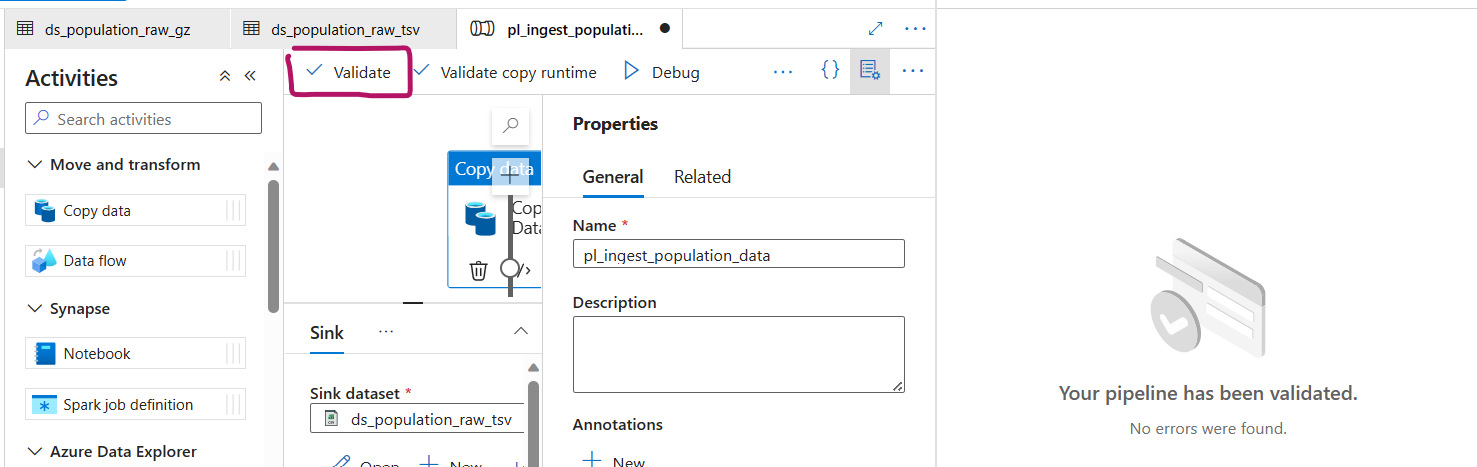 ds_population_raw_gz
ds_population_raw_tsv
pl_ingest_populati...
Activities
Search activities
Move and transform
Copy data
Data flow
Synapse
Notebook
Spark job definition
Azure Data Explorer
Validate
Validate copy runtime
Debug
Copy data
Cop
Data
Sink
Sink dataset *
ds_population_raw_tsv
Open
New
Properties
General
Related
Name *
pl_ingest_population_data
Description
Annotations
New
Your pipeline has been validated.
No errors were found.